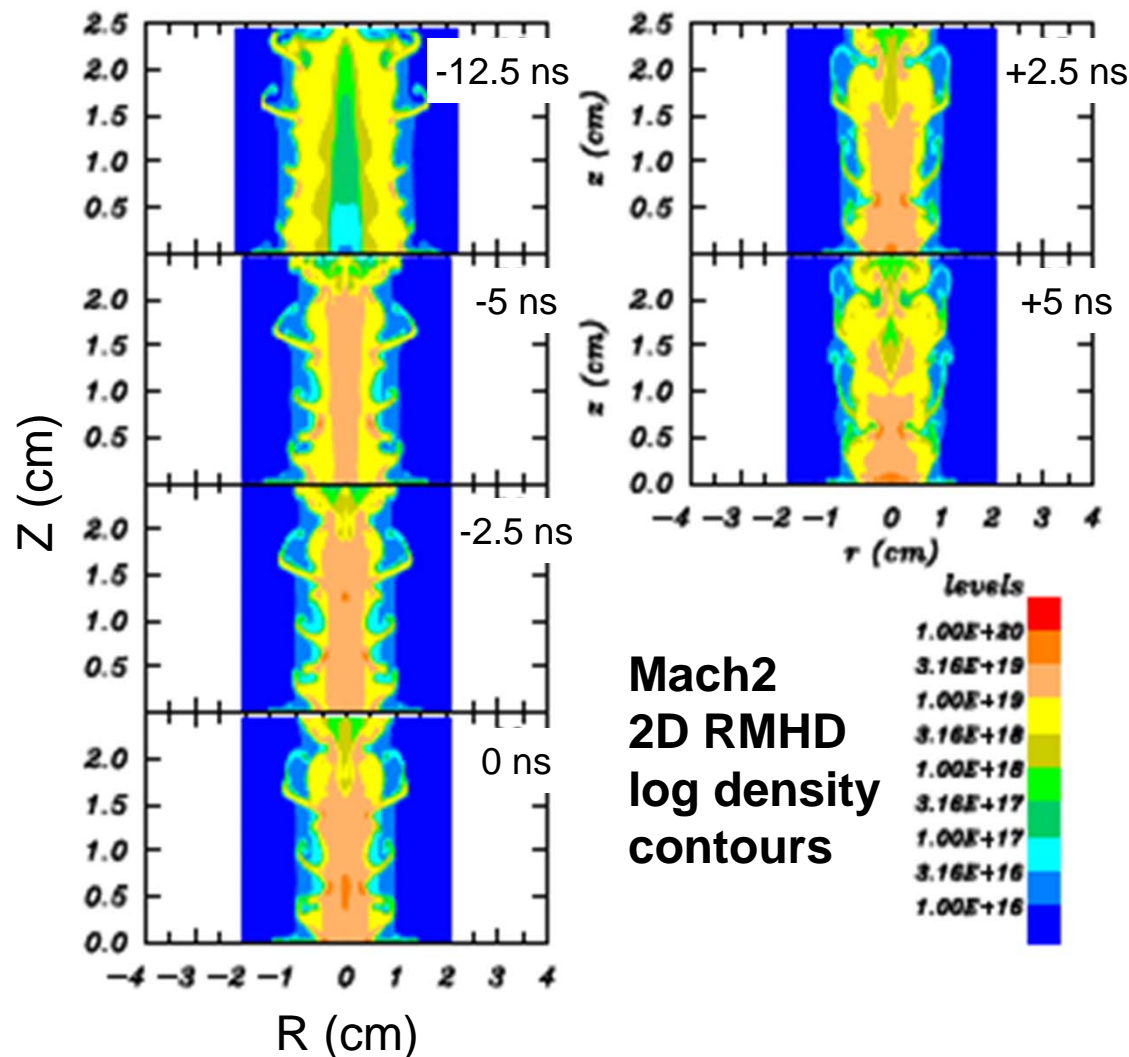 2.5
2.0
1.5
1.0
0.5
-12.5 ns
2.0
1.5
1.0
0.5
-5 ns
2.0
1.5
1.0
0.5
-2.5 ns
2.0
1.5
1.0
0.5
0.0
0 ns
−4 −3 −2 −1 0 1 2 3 4
Z (cm)
R (cm)
2.5
2.0
1.5
1.0
0.5
z (cm)
+2.5 ns
2.0
1.5
1.0
0.5
0.0
z (cm)
+5 ns
−4 −3 −2 −1 0 1 2 3 4
r (cm)
levels
1.00E+20
3.16E+19
1.00E+19
3.16E+18
1.00E+18
3.16E+17
1.00E+17
3.16E+16
1.00E+16
Mach2
2D RMHD
log density
contours